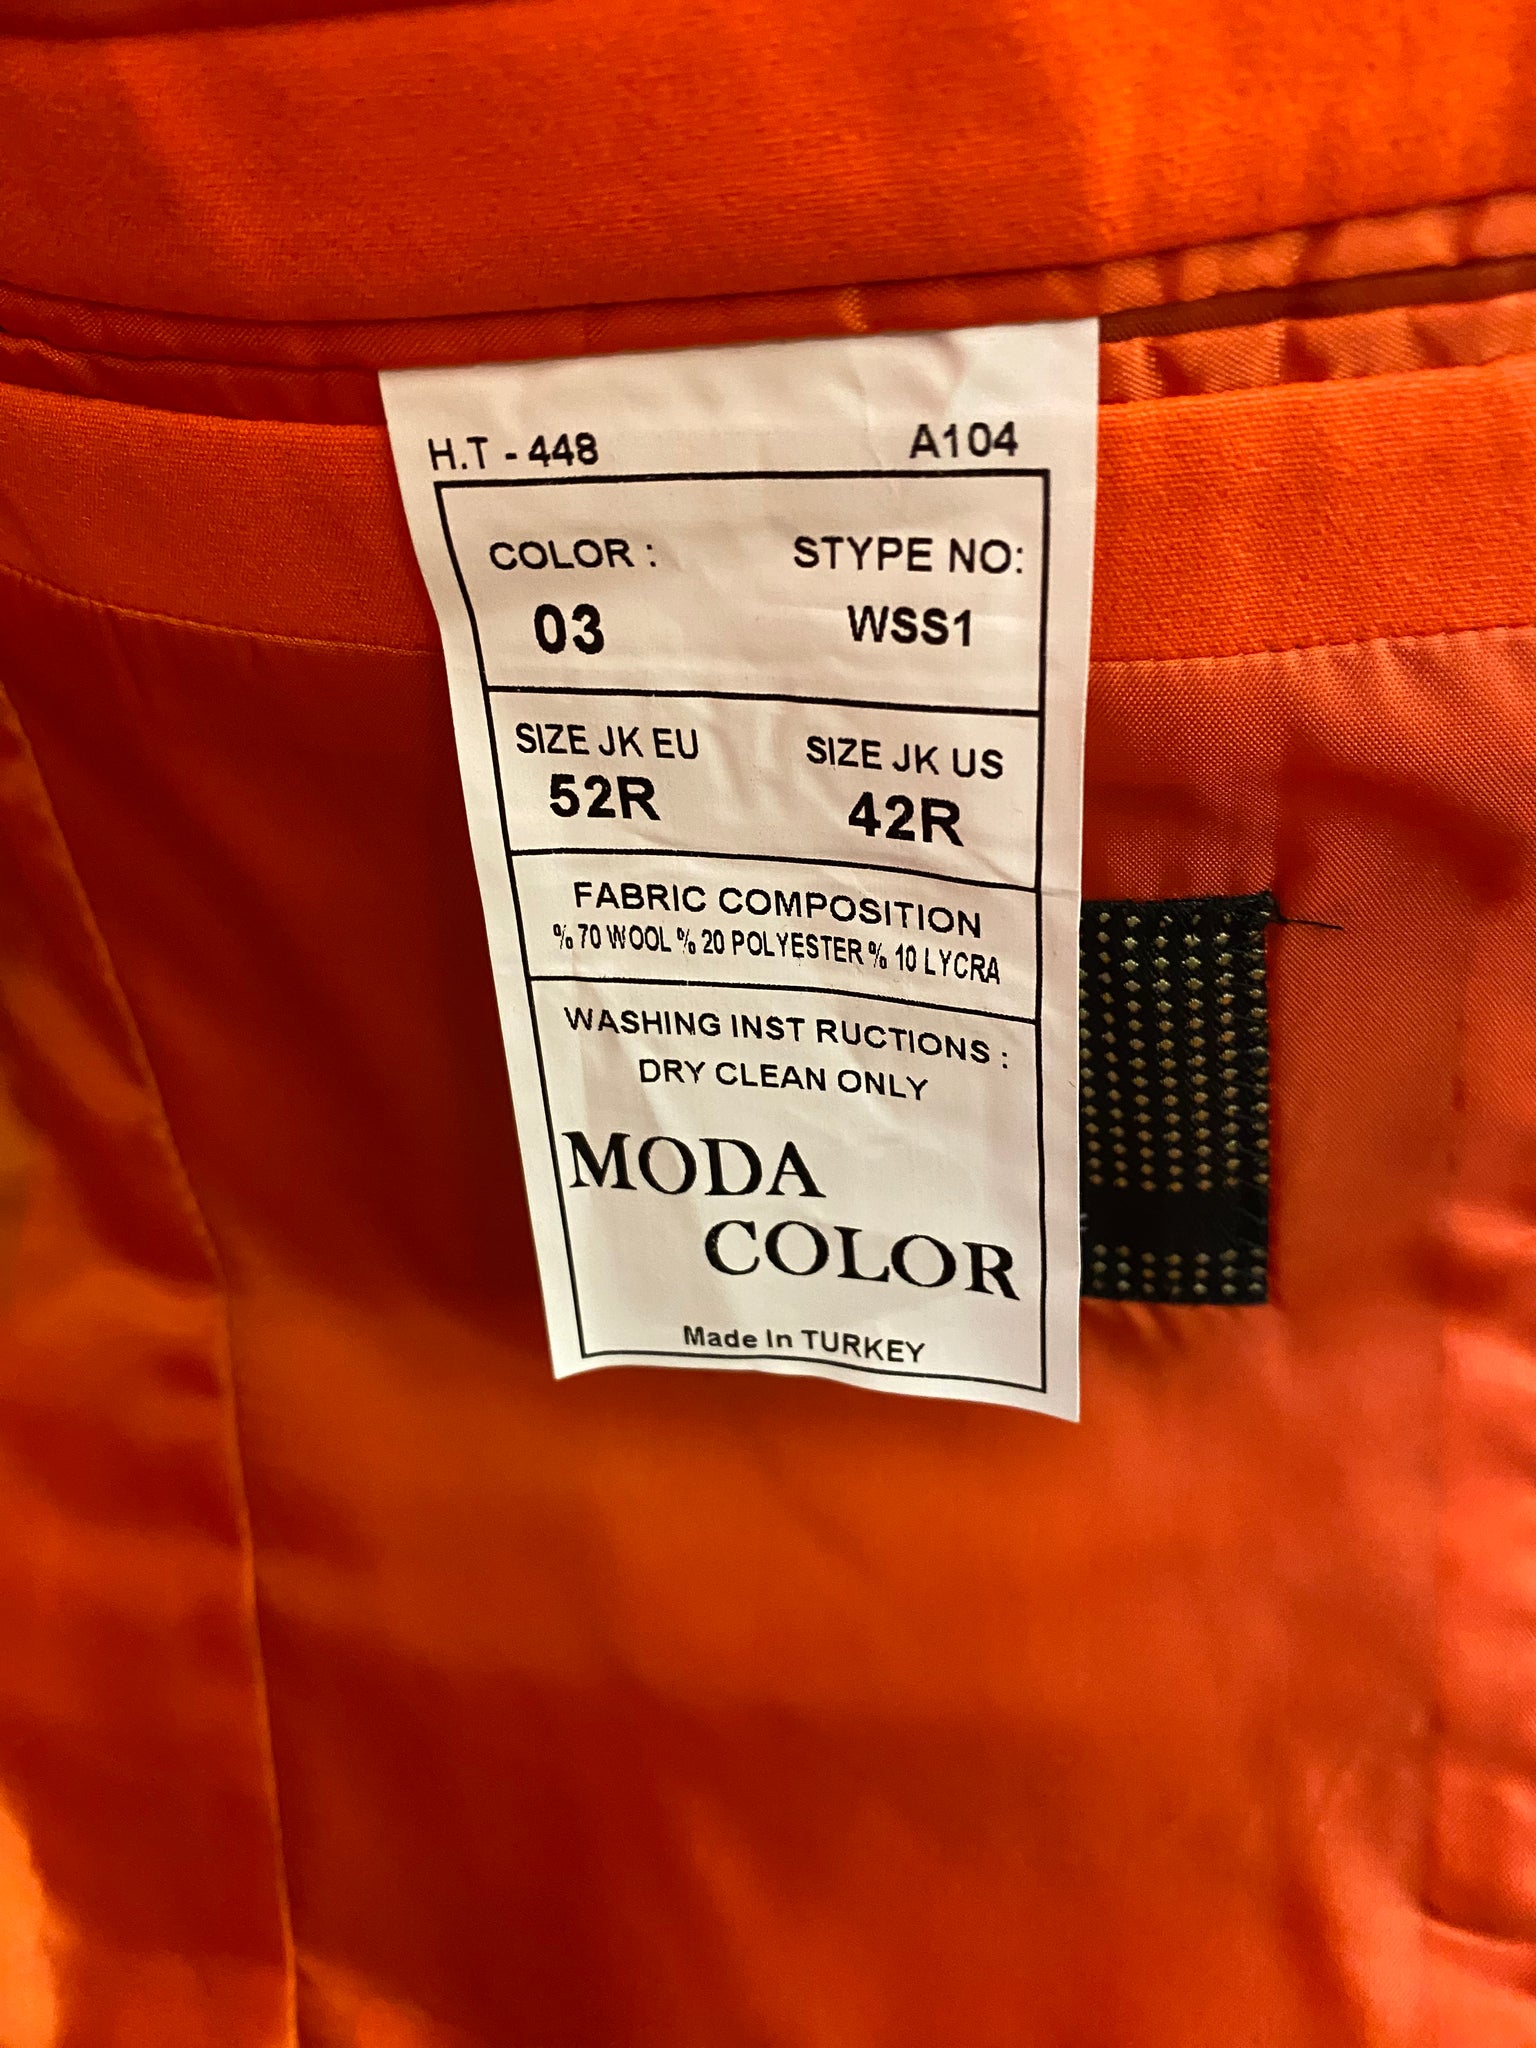 H.T - 448 A104
COLOR : STYPE NO:
03 WSS1
SIZE JK EU SIZE JK US
52R 42R
FABRIC COMPOSITION
% 70 WOOL % 20 POLYESTER % 10 LYCRA
WASHING INST RUCTIONS :
DRY CLEAN ONLY
MODA
COLOR
Made In TURKEY